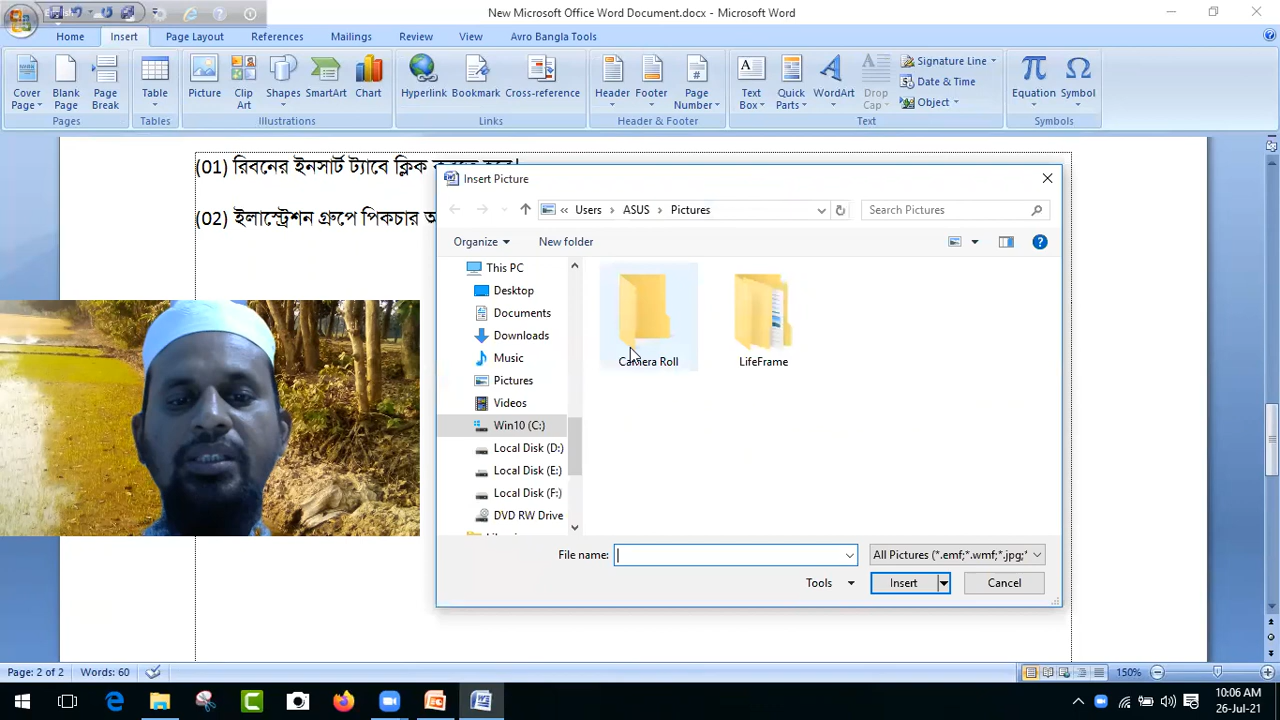 New Microsoft Office Word Document.docx - Microsoft Word
Home Insert Page Layout References Mailings Review View Avro Bangla Tools
Cover Page Blank Page Page Break Table Picture Clip Art Shapes SmartArt Chart Hyperlink Bookmark Cross-reference Header Footer Page Number Text Box Quick Parts WordArt Drop Cap Signature Line Date & Time Object Equation Symbol
Pages Tables Illustrations Links Header & Footer Text Symbols
(01) রিবনের ইনসার্ট ট্যাবে ক্লিক
(02) ইলাস্ট্রেশন গ্রুপে পিকচার
Insert Picture
« Users › ASUS › Pictures
Search Pictures
Organize New folder
This PC
Desktop
Documents
Downloads
Music
Pictures
Videos
Win10 (C:)
Local Disk (D:)
Local Disk (E:)
Local Disk (F:)
DVD RW Drive
Camera Roll LifeFrame
File name: All Pictures (*.emf;*.wmf;*.jpg;*
Tools Insert Cancel
Page: 2 of 2 Words: 60 150%
10:06 AM
26-Jul-21